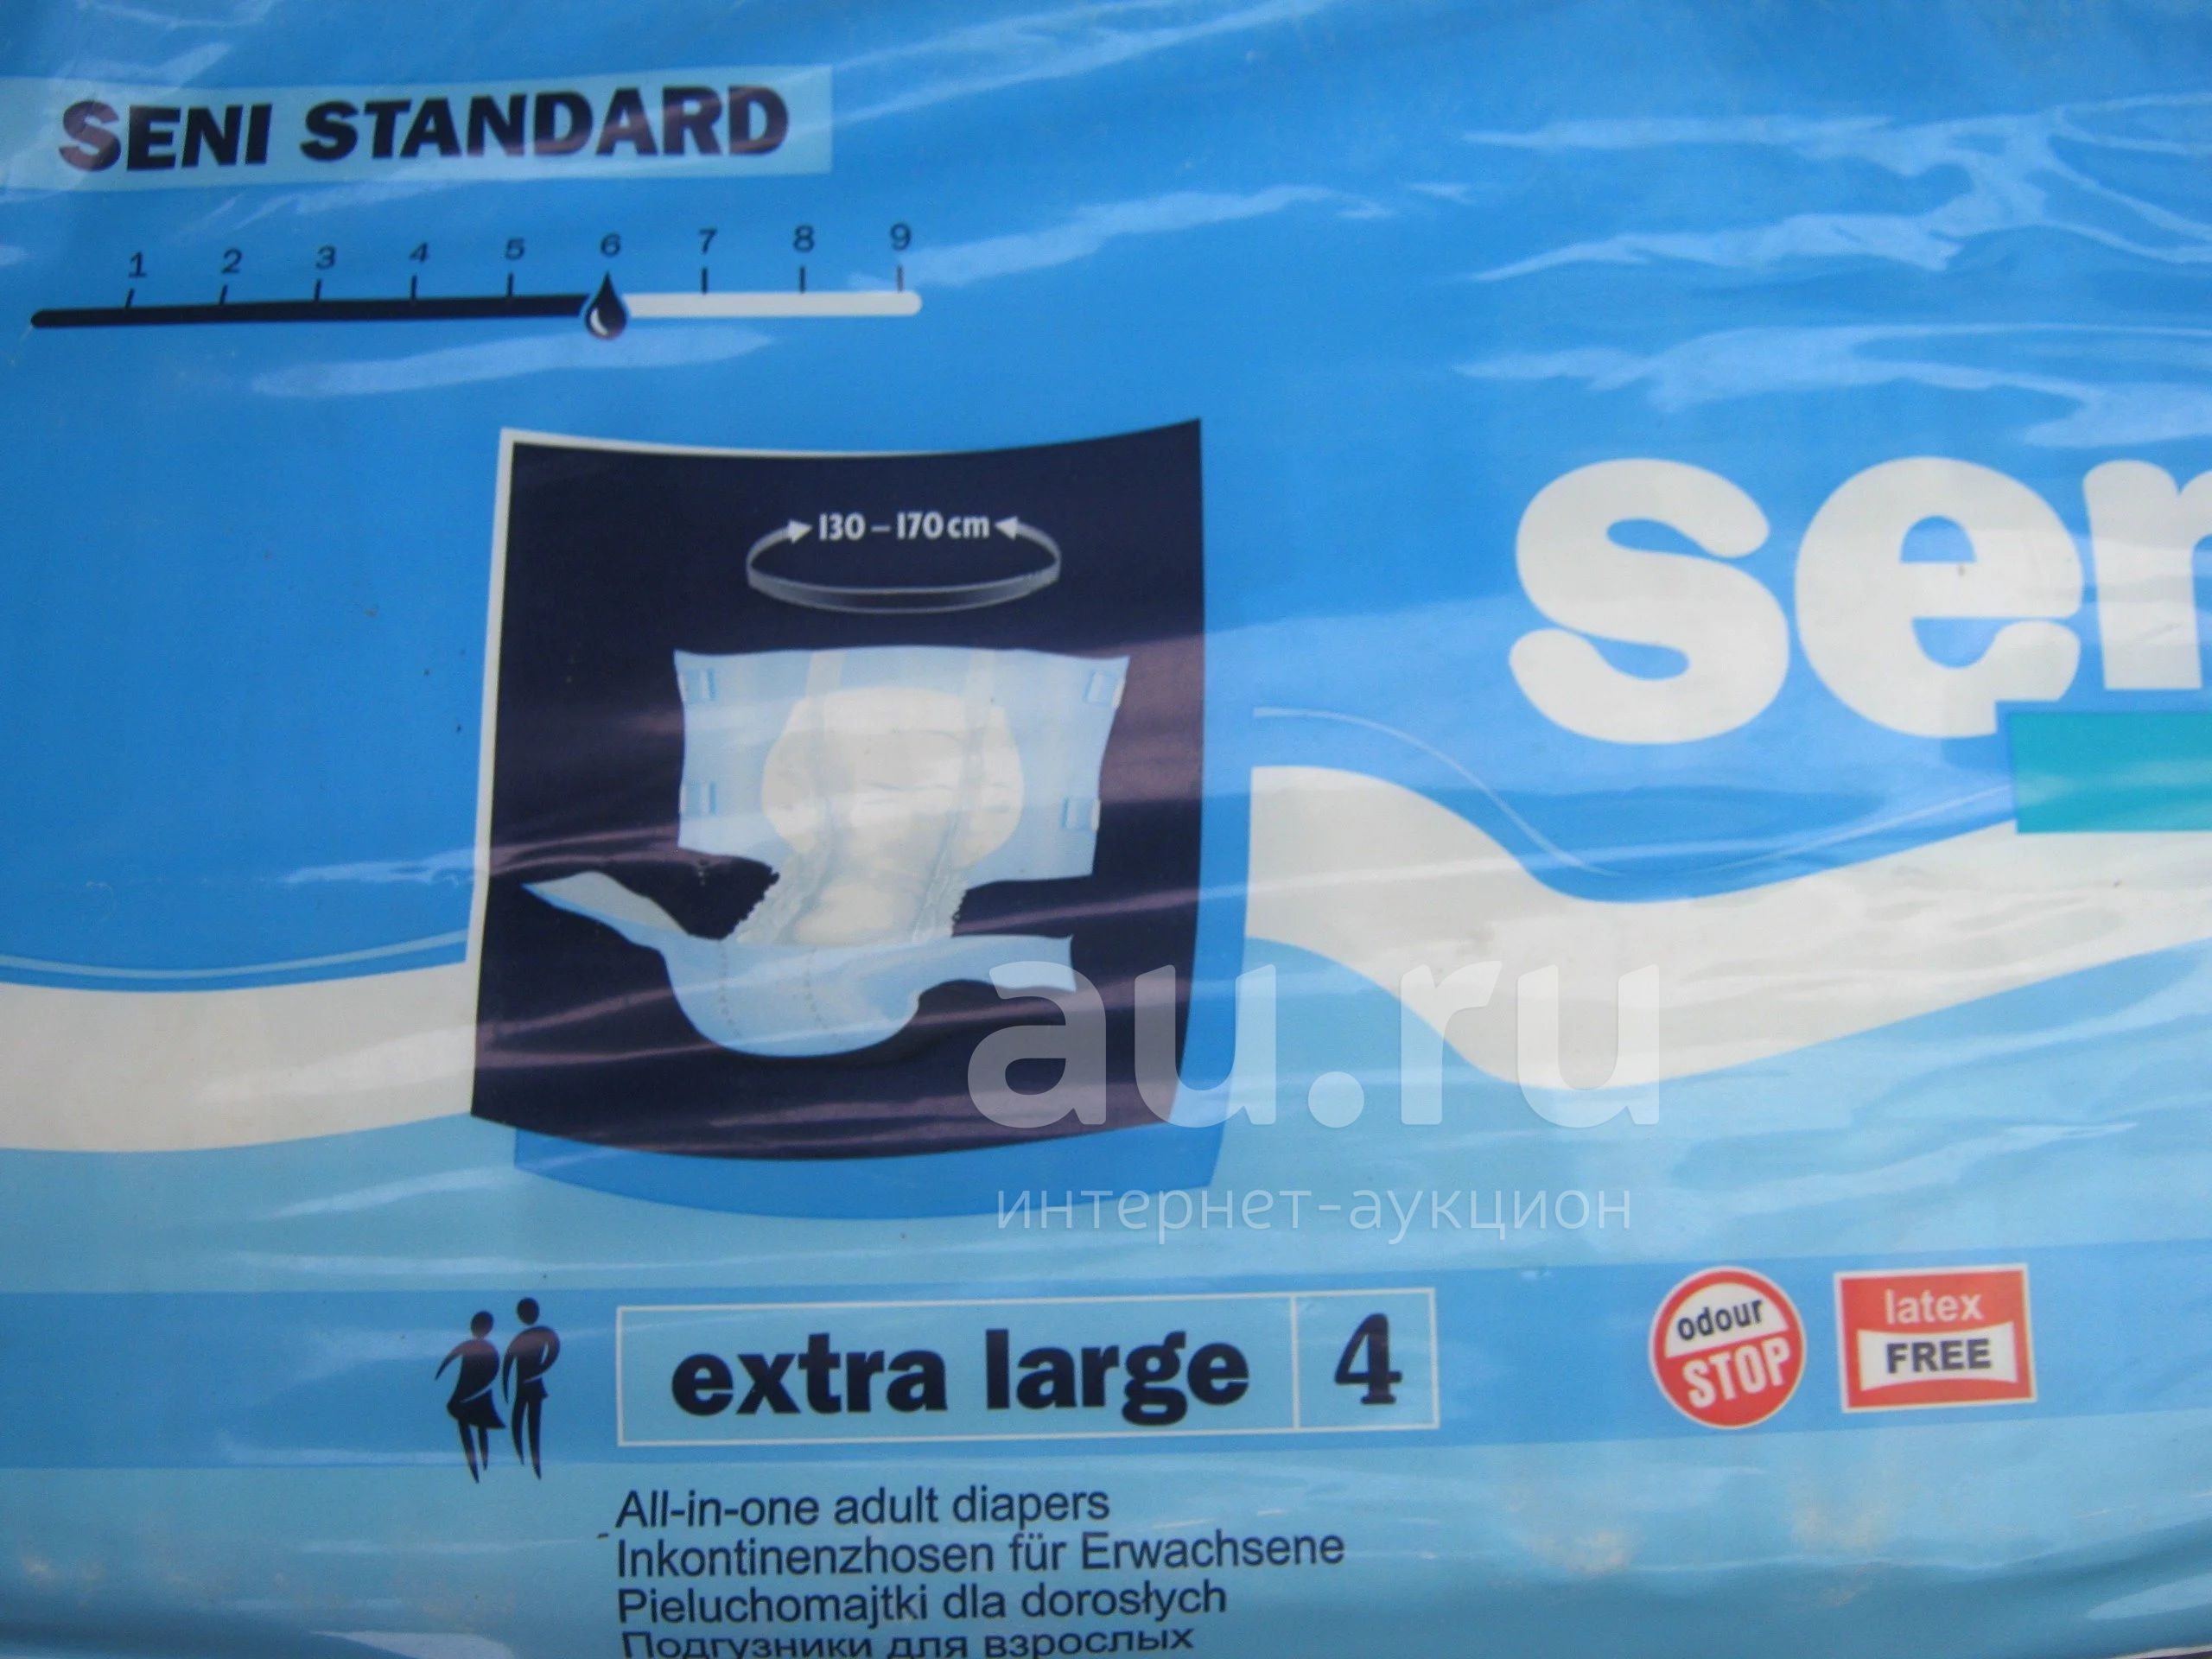 SENI STANDARD
1 2 3 4 5 6 7 8 9
130 – 170 cm
sen
au.ru
интернет-аукцион
extra large 4
odour
STOP
latex
FREE
All-in-one adult diapers
Inkontinenzhosen für Erwachsene
Pieluchomajtki dla dorosłych
Подгузники для взрослых